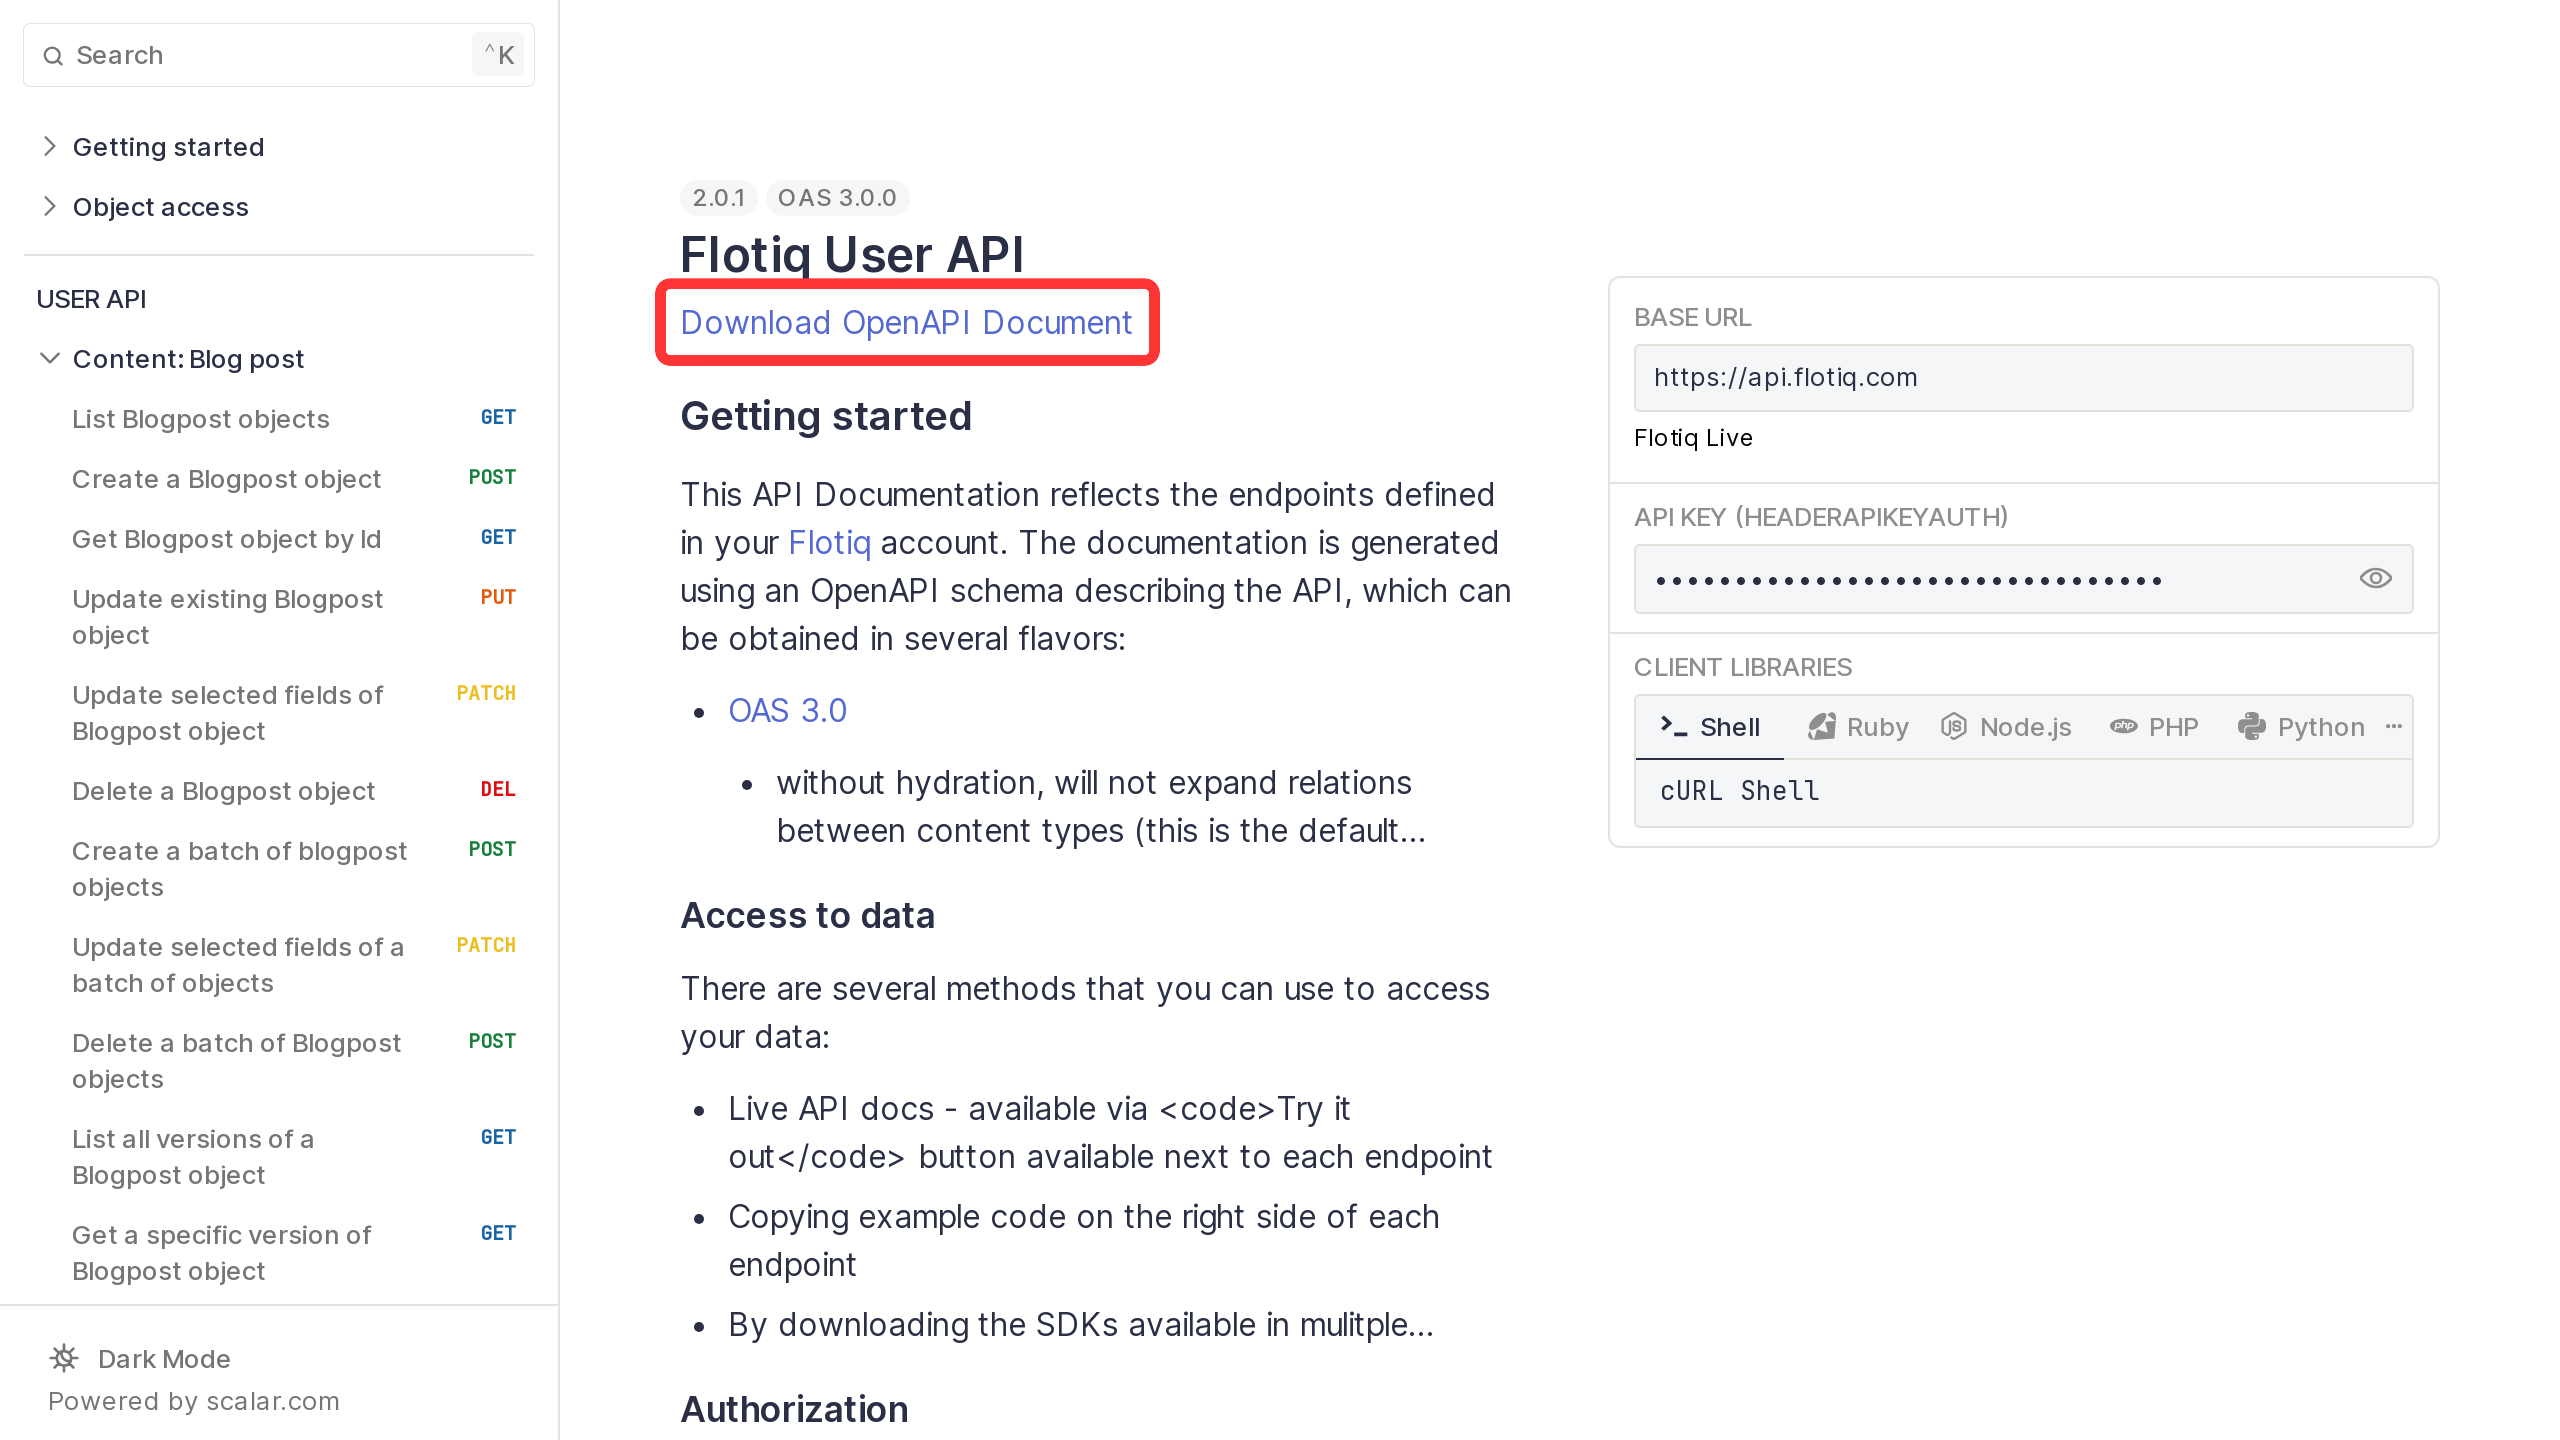 Search
^K
Getting started
Object access
USER API
Content: Blog post
List Blogpost objects GET
Create a Blogpost object POST
Get Blogpost object by Id GET
Update existing Blogpost PUT
object
Update selected fields of PATCH
Blogpost object
Delete a Blogpost object DEL
Create a batch of blogpost POST
objects
Update selected fields of a PATCH
batch of objects
Delete a batch of Blogpost POST
objects
List all versions of a GET
Blogpost object
Get a specific version of GET
Blogpost object
Dark Mode
Powered by scalar.com
2.0.1 OAS 3.0.0
Flotiq User API
Download OpenAPI Document
Getting started
This API Documentation reflects the endpoints defined
in your Flotiq account. The documentation is generated
using an OpenAPI schema describing the API, which can
be obtained in several flavors:
• OAS 3.0
• without hydration, will not expand relations
between content types (this is the default...
Access to data
There are several methods that you can use to access
your data:
• Live API docs - available via <code>Try it
out</code> button available next to each endpoint
• Copying example code on the right side of each
endpoint
• By downloading the SDKs available in mulitple...
Authorization
BASE URL
https://api.flotiq.com
Flotiq Live
API KEY (HEADERAPIKEYAUTH)
••••••••••••••••••••••••••••••••
CLIENT LIBRARIES
Shell Ruby Node.js PHP Python ...
cURL Shell